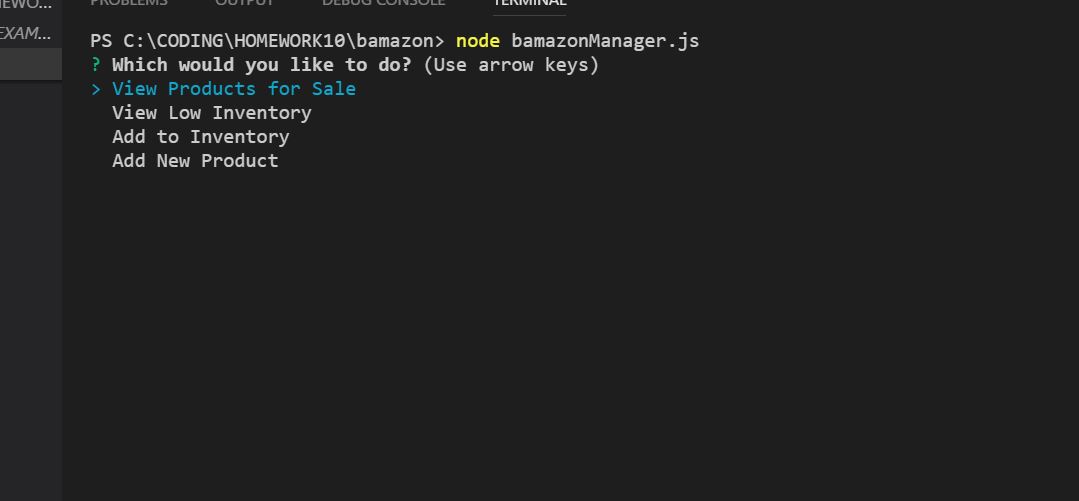 PROBLEMS OUTPUT DEBUG CONSOLE TERMINAL
EXAM...
PS C:\CODING\HOMEWORK10\bamazon> node bamazonManager.js
? Which would you like to do? (Use arrow keys)
> View Products for Sale
View Low Inventory
Add to Inventory
Add New Product